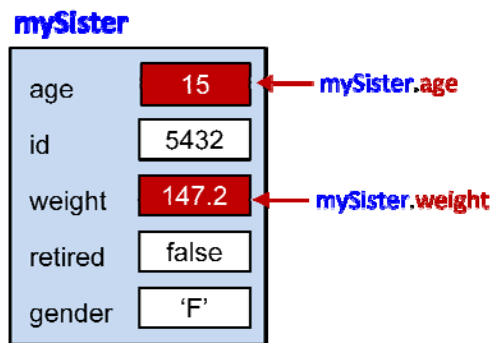 mySister
age 15 mySister.age
id 5432
weight 147.2 mySister.weight
retired false
gender ‘F’